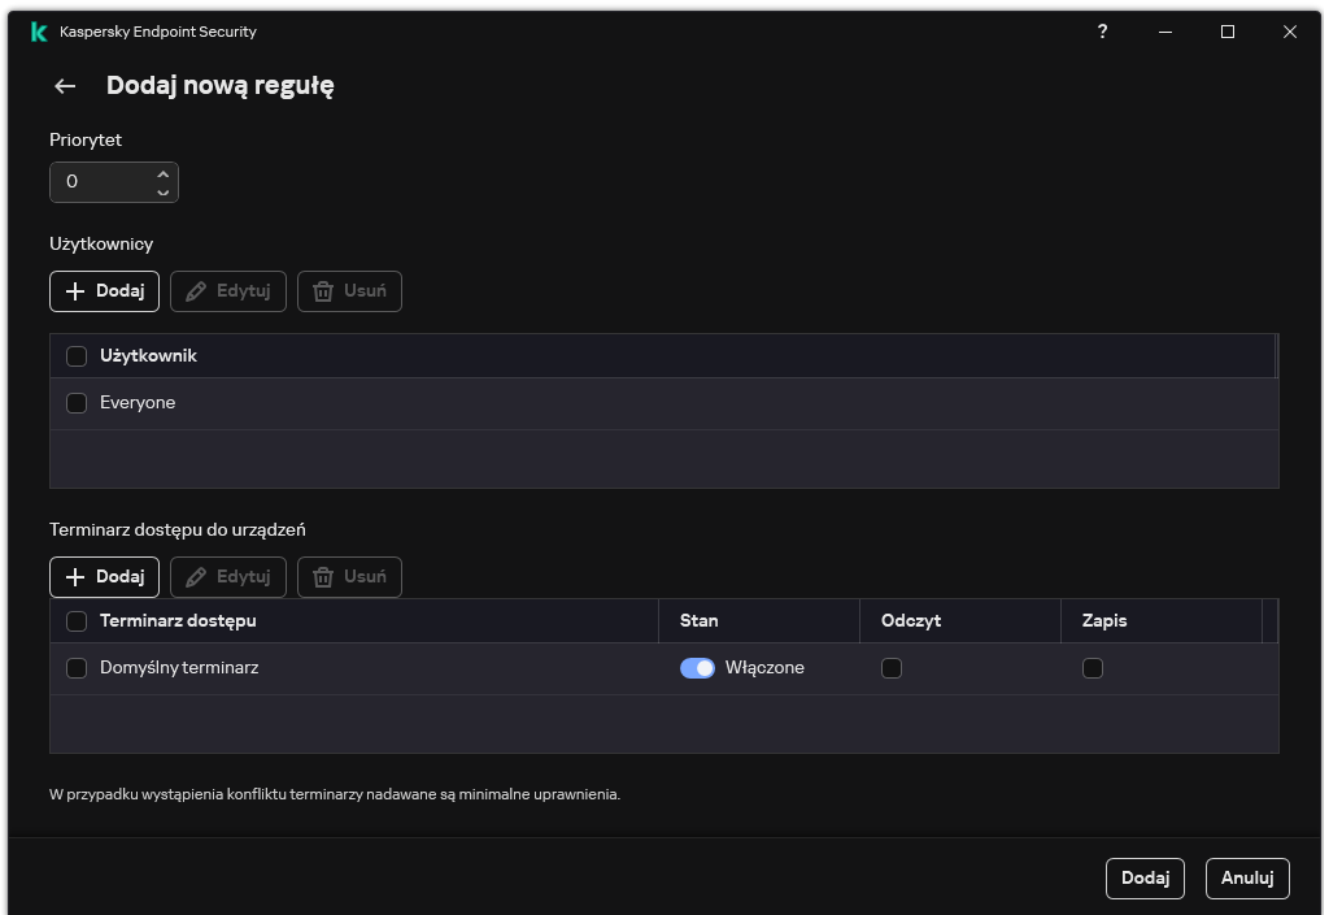 Kaspersky Endpoint Security ?
Dodaj nową regułę
Priorytet
0
Użytkownicy
Dodaj Edytuj Usuń
Użytkownik
Everyone
Terminarz dostępu do urządzeń
Dodaj Edytuj Usuń
Terminarz dostępu Stan Odczyt Zapis
Domyślny terminarz Włączone
W przypadku wystąpienia konfliktu terminarzy nadawane są minimalne uprawnienia.
Dodaj Anuluj